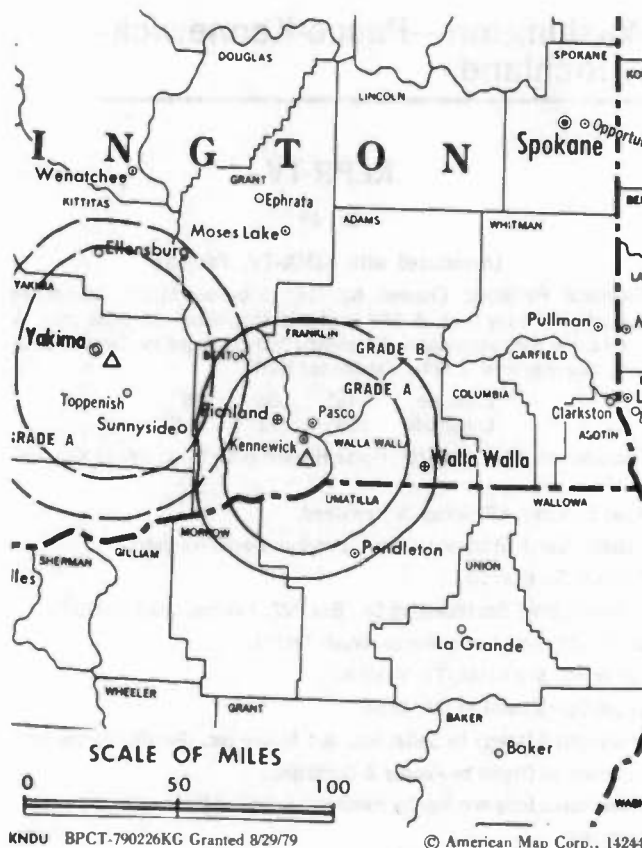 DOUGLAS
SPOKANE
LINCOLN
Spokane
INGTON
Wenatchee
GRANT
Ephrata
KITTITAS
Moses Lake
ADAMS
WHITMAN
Ellensburg
YAKIMA
FRANKLIN
Pullman
GRADE B
GARFIELD
Yakima
BENTON
GRADE A
COLUMBIA
Toppenish
Richland
Pasco
Clarkston
Sunnyside
Kennewick
WALLA WALL
ASOTIN
GRADE A
Walla Walla
UMATILLA
WALLOWA
MORROW
SHERMAN
GILLIAM
Pendleton
UNION
La Grande
WHEELER
GRANT
BAKER
SCALE OF MILES
Baker
0 50 100
KNDU BPCT-790226KG Granted 8/29/79
© American Map Corp., 14244